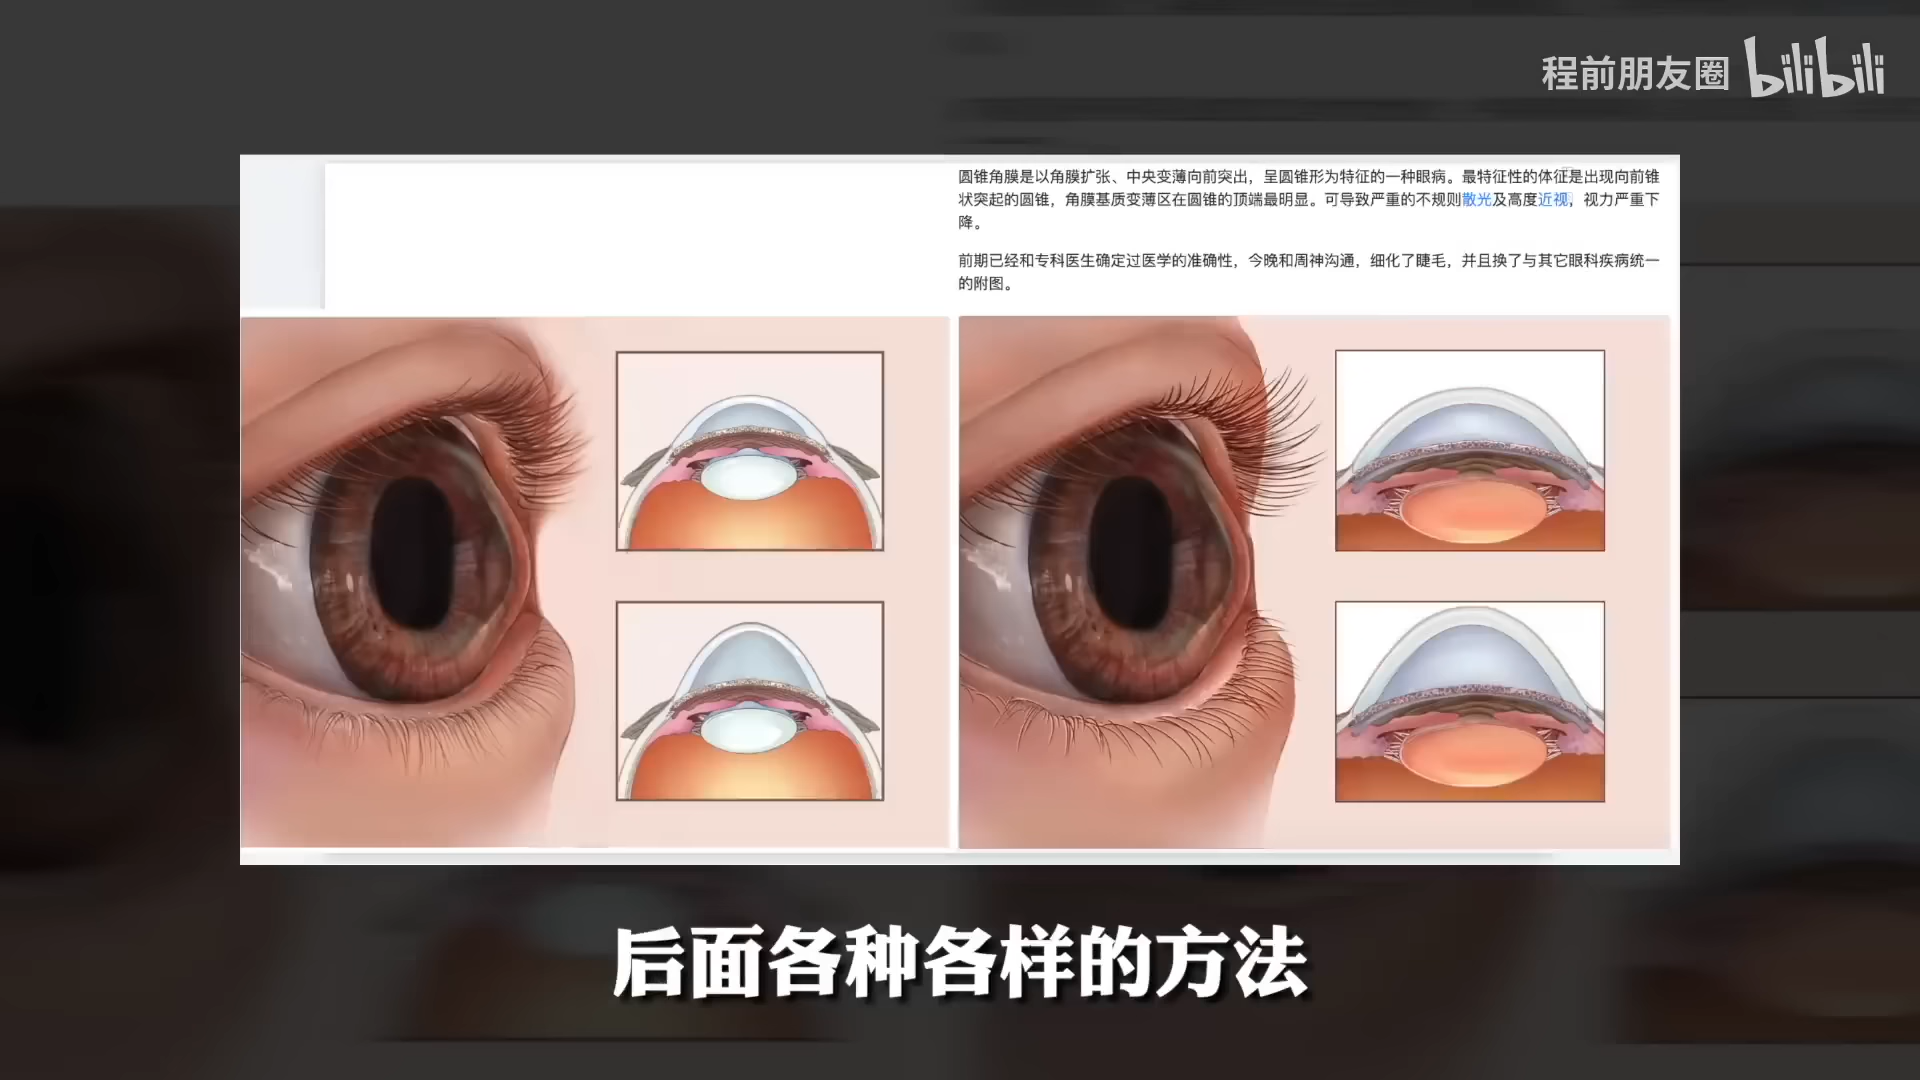 程前朋友圈 bilibili
圆锥角膜是以角膜扩张、中央变薄向前突出，呈圆锥形为特征的一种眼病。最特征性的体征是出现向前锥
状突起的圆锥，角膜基质变薄区在圆锥的顶端最明显。可导致严重的不规则散光及高度近视，视力严重下
降。
前期已经和专科医生确定过医学的准确性，今晚和周神沟通，细化了睫毛，并且换了与其它眼科疾病统一
的附图。
后面各种各样的方法